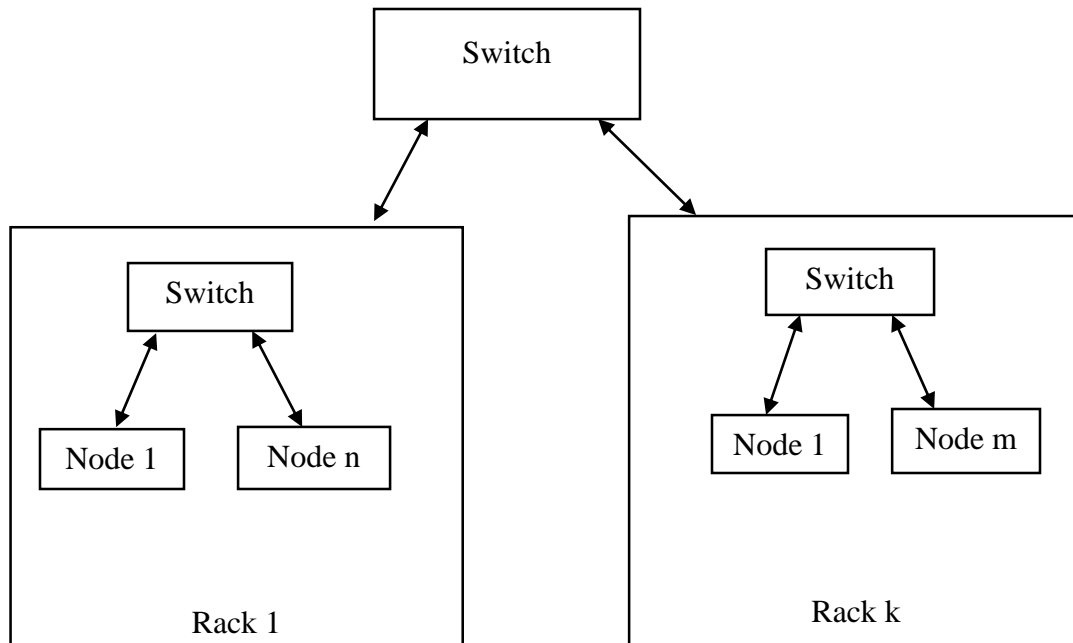 Switch
Switch
Node 1
Node n
Rack 1
Switch
Node 1
Node m
Rack k